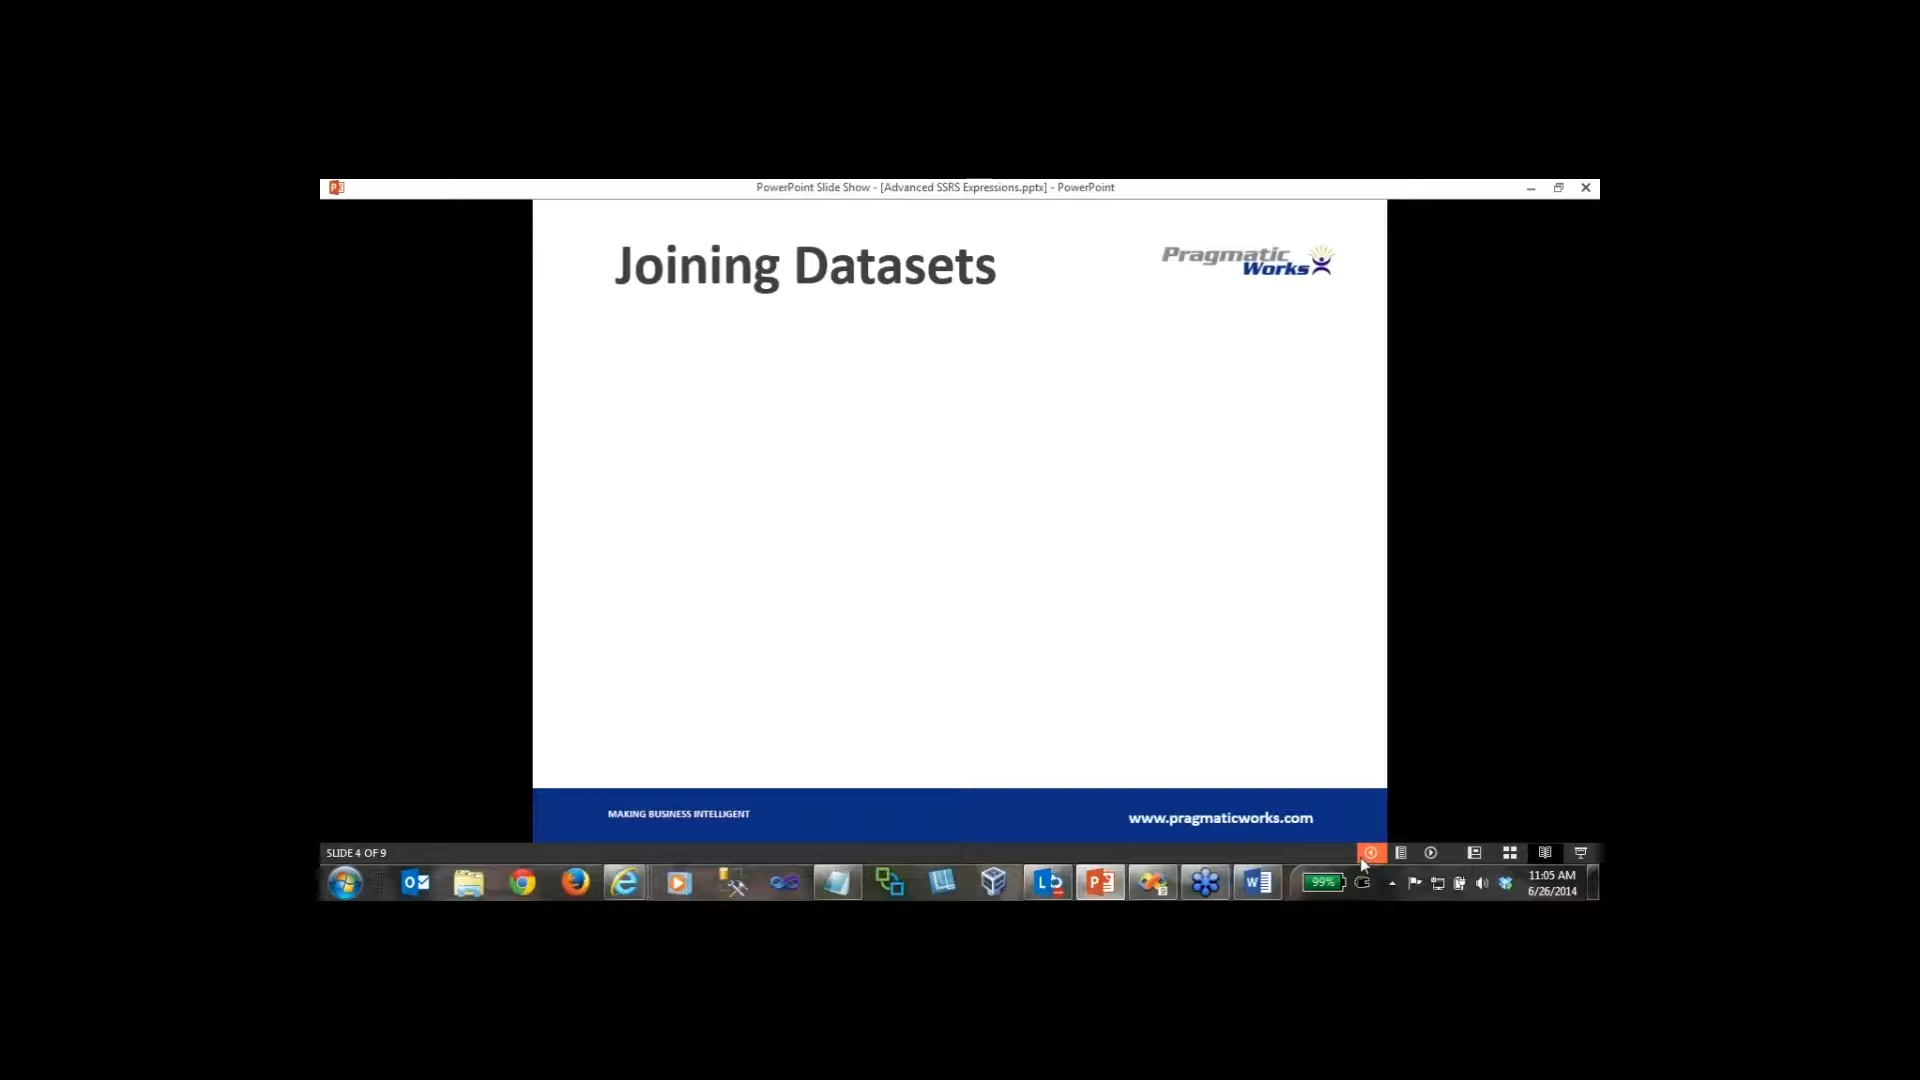 PowerPoint Slide Show - [Advanced SSRS Expressions.pptx] - PowerPoint
Joining Datasets
Pragmatic
Works
MAKING BUSINESS INTELLIGENT
www.pragmaticworks.com
SLIDE 4 OF 9
99%
11:05 AM
6/26/2014